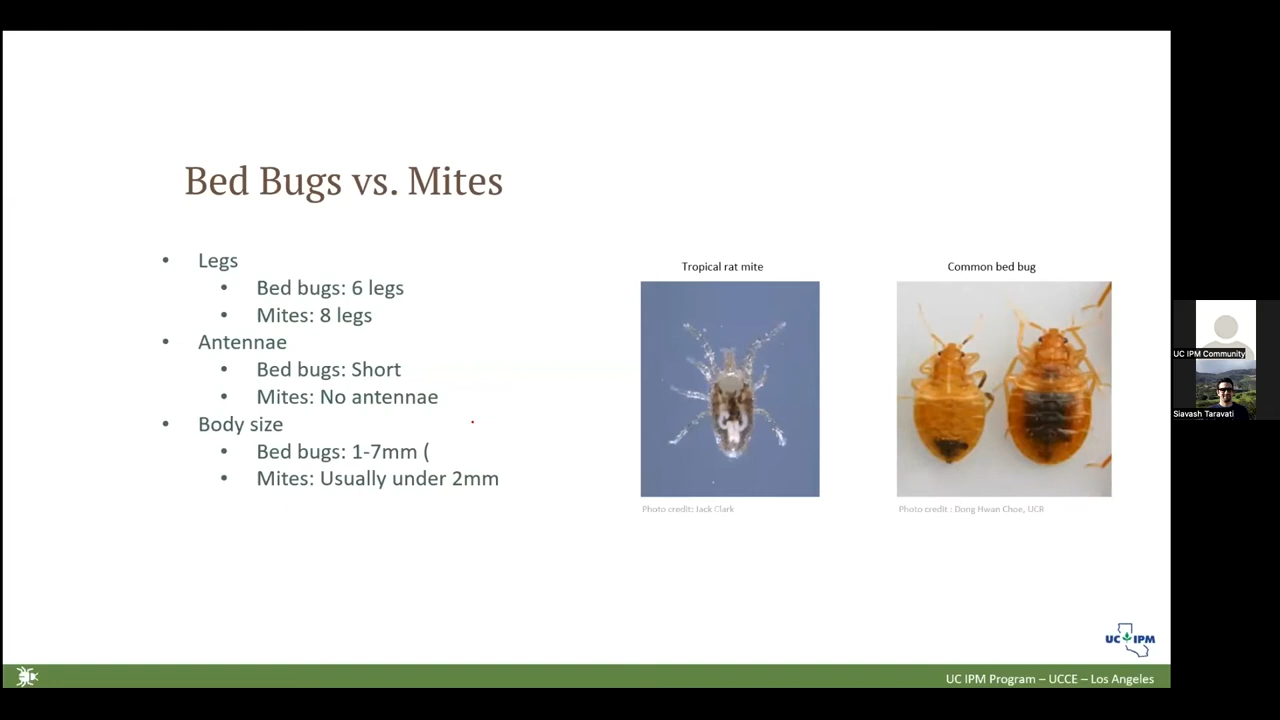 Bed Bugs vs. Mites
• Legs
• Bed bugs: 6 legs
• Mites: 8 legs
• Antennae
• Bed bugs: Short
• Mites: No antennae
• Body size
• Bed bugs: 1-7mm (
• Mites: Usually under 2mm
Tropical rat mite
Photo credit: Jack Clark
Common bed bug
Photo credit : Dong Hwan Choe, UCR
UC IPM Community
Siavash Taravati
UC IPM
UC IPM Program – UCCE – Los Angeles